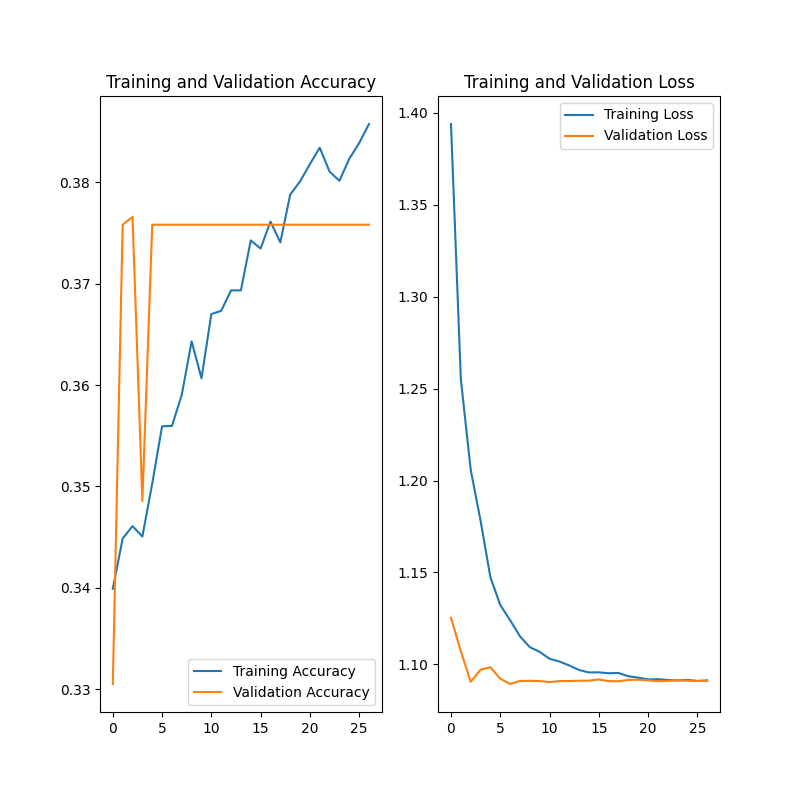 Training and Validation Accuracy
0.38
0.37
0.36
0.35
0.34
0.33
0 5 10 15 20 25
Training Accuracy
Validation Accuracy
Training and Validation Loss
1.40
1.35
1.30
1.25
1.20
1.15
1.10
0 5 10 15 20 25
Training Loss
Validation Loss